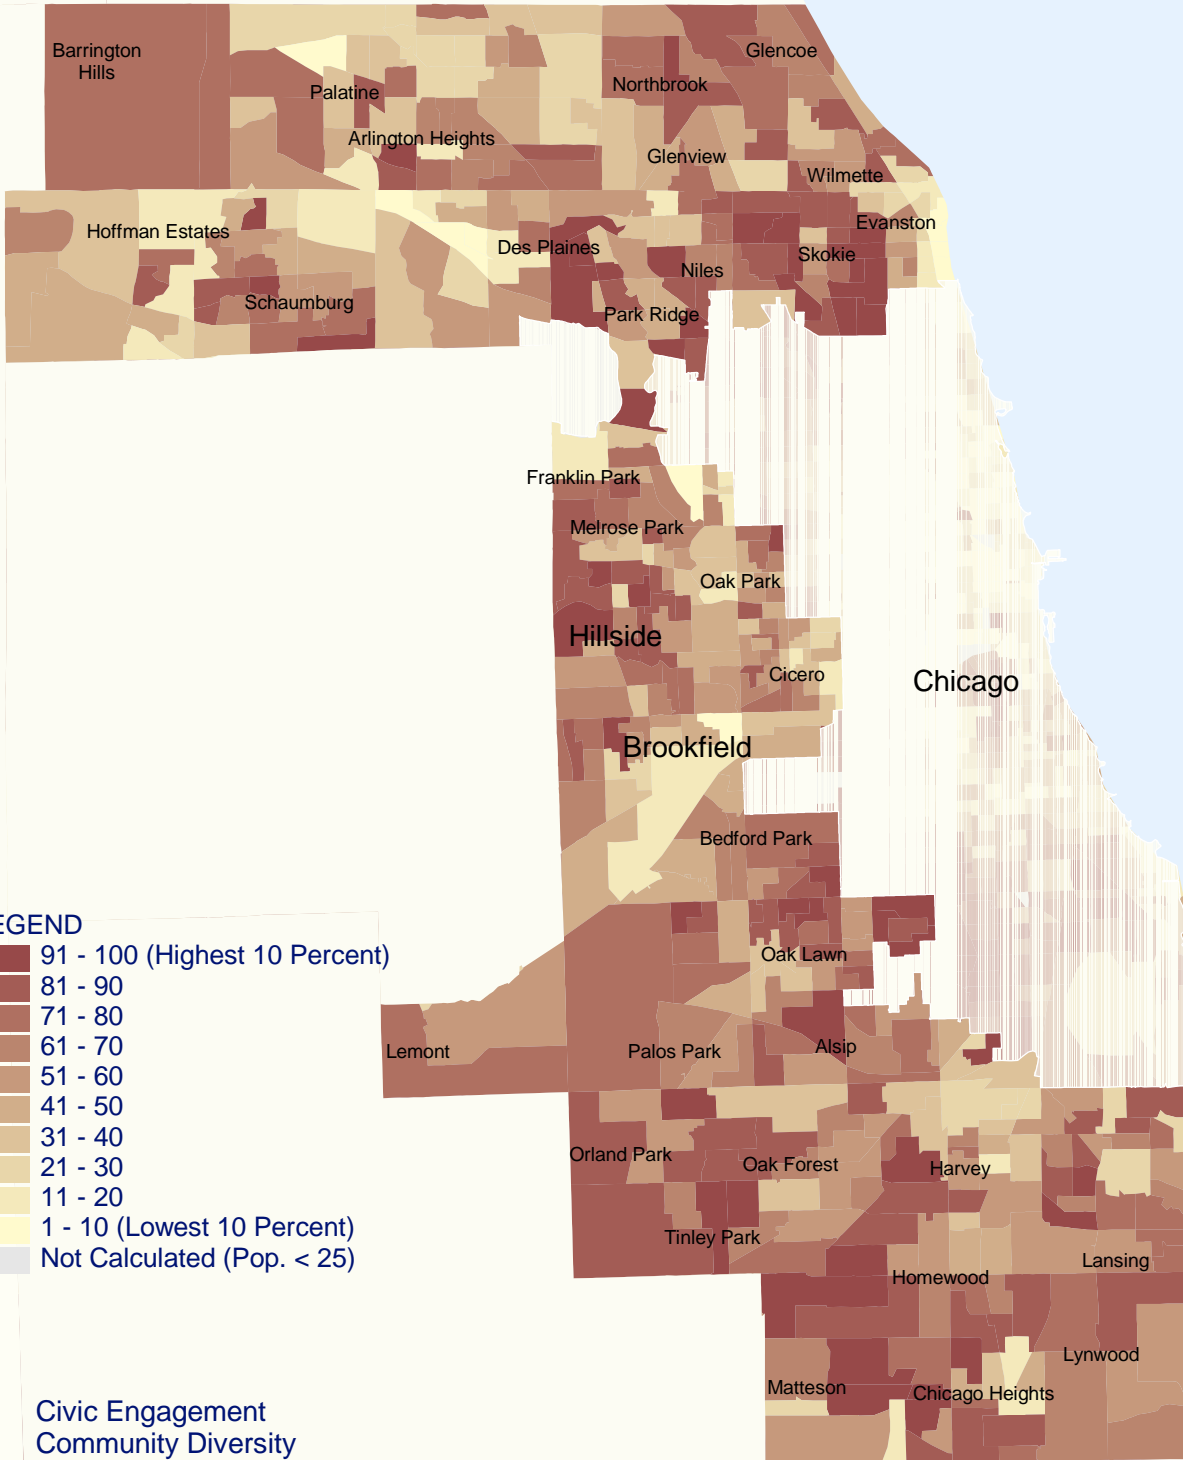 Barrington
Hills
Glencoe
Palatine
Northbrook
Arlington Heights
Glenview
Wilmette
Hoffman Estates
Evanston
Des Plaines
Skokie
Niles
Schaumburg
Park Ridge
Franklin Park
Melrose Park
Oak Park
Hillside
Cicero
Chicago
Brookfield
Bedford Park
EGEND
91 - 100 (Highest 10 Percent)
81 - 90
71 - 80
61 - 70
51 - 60
41 - 50
31 - 40
21 - 30
11 - 20
1 - 10 (Lowest 10 Percent)
Not Calculated (Pop. < 25)
Oak Lawn
Lemont
Palos Park
Alsip
Orland Park
Oak Forest
Harvey
Tinley Park
Lansing
Homewood
Lynwood
Matteson
Chicago Heights
Civic Engagement
Community Diversity